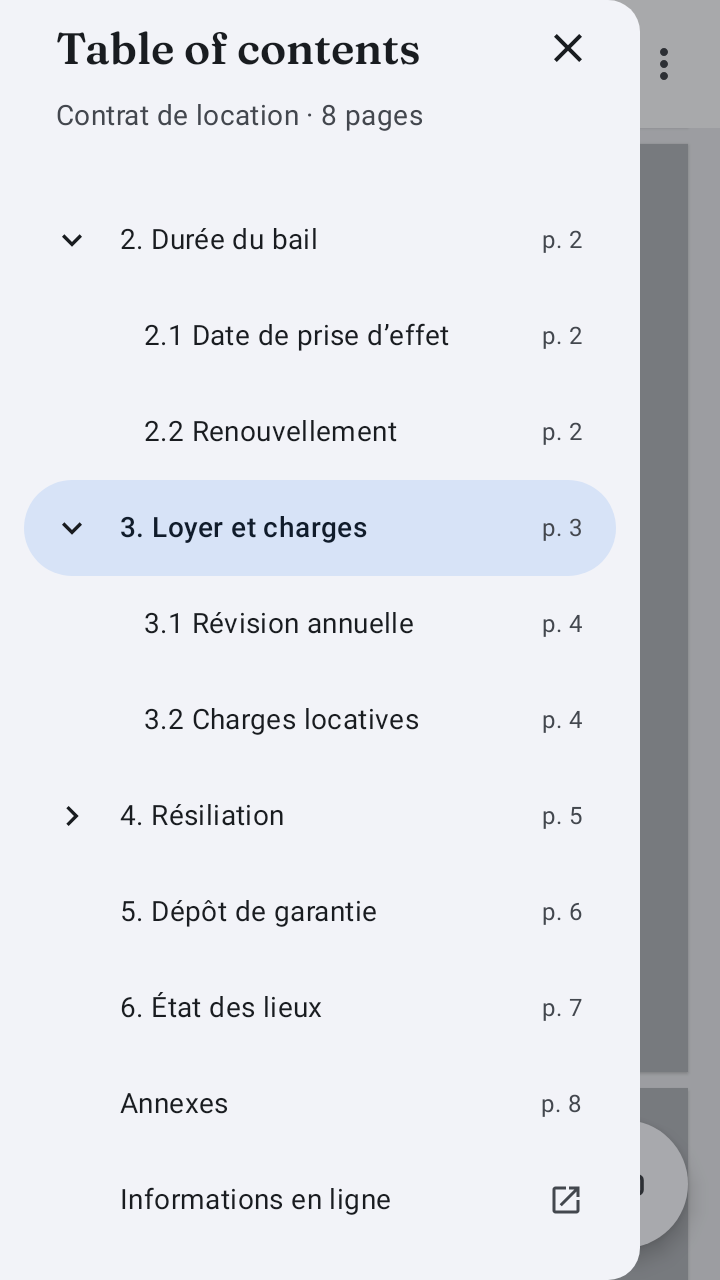 Table of contents
Contrat de location · 8 pages
2. Durée du bail p. 2
2.1 Date de prise d’effet p. 2
2.2 Renouvellement p. 2
3. Loyer et charges p. 3
3.1 Révision annuelle p. 4
3.2 Charges locatives p. 4
4. Résiliation p. 5
5. Dépôt de garantie p. 6
6. État des lieux p. 7
Annexes p. 8
Informations en ligne